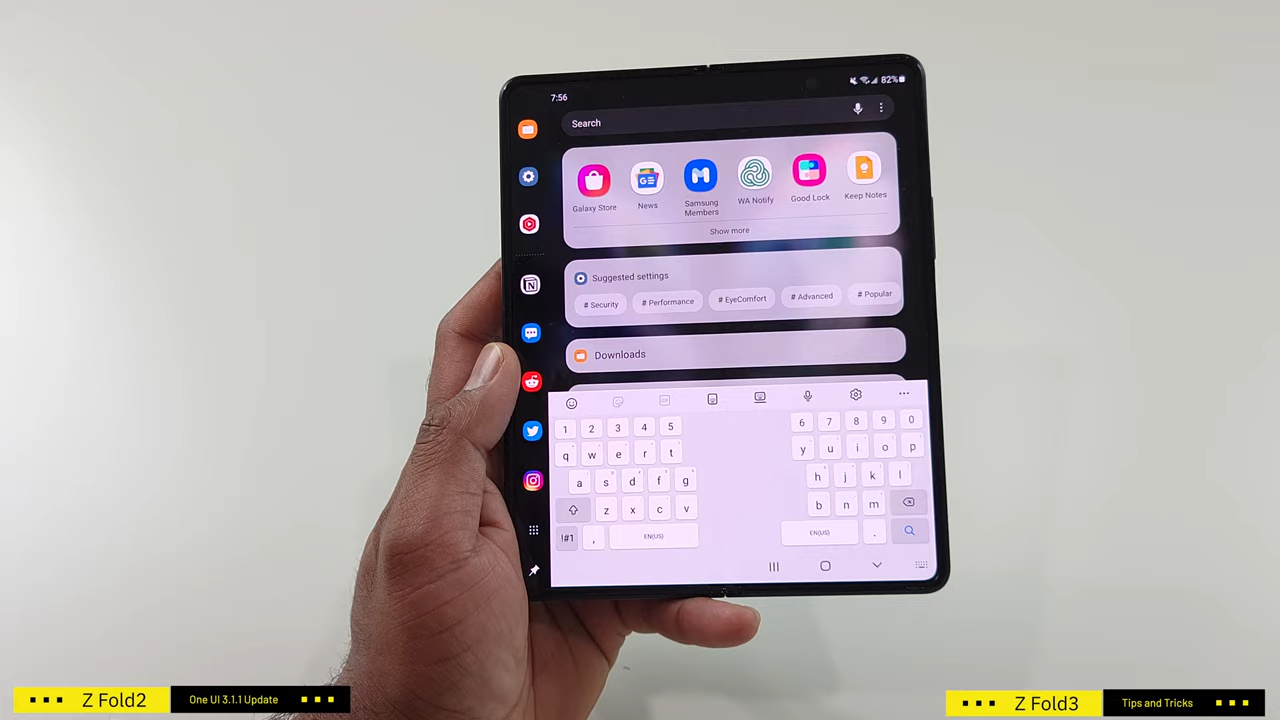 7:56
82%
Search
Galaxy Store
News
Samsung
Members
WA Notify
Good Lock
Keep Notes
Show more
Suggested settings
# Security
# Performance
# EyeComfort
# Advanced
# Popular
Downloads
1 2 3 4 5 6 7 8 9 0
q w e r t y u i o p
a s d f g h j k l
z x c v b n m
!#1 , EN(US) EN(US) .
Z Fold2
One UI 3.1.1 Update
Z Fold3
Tips and Tricks